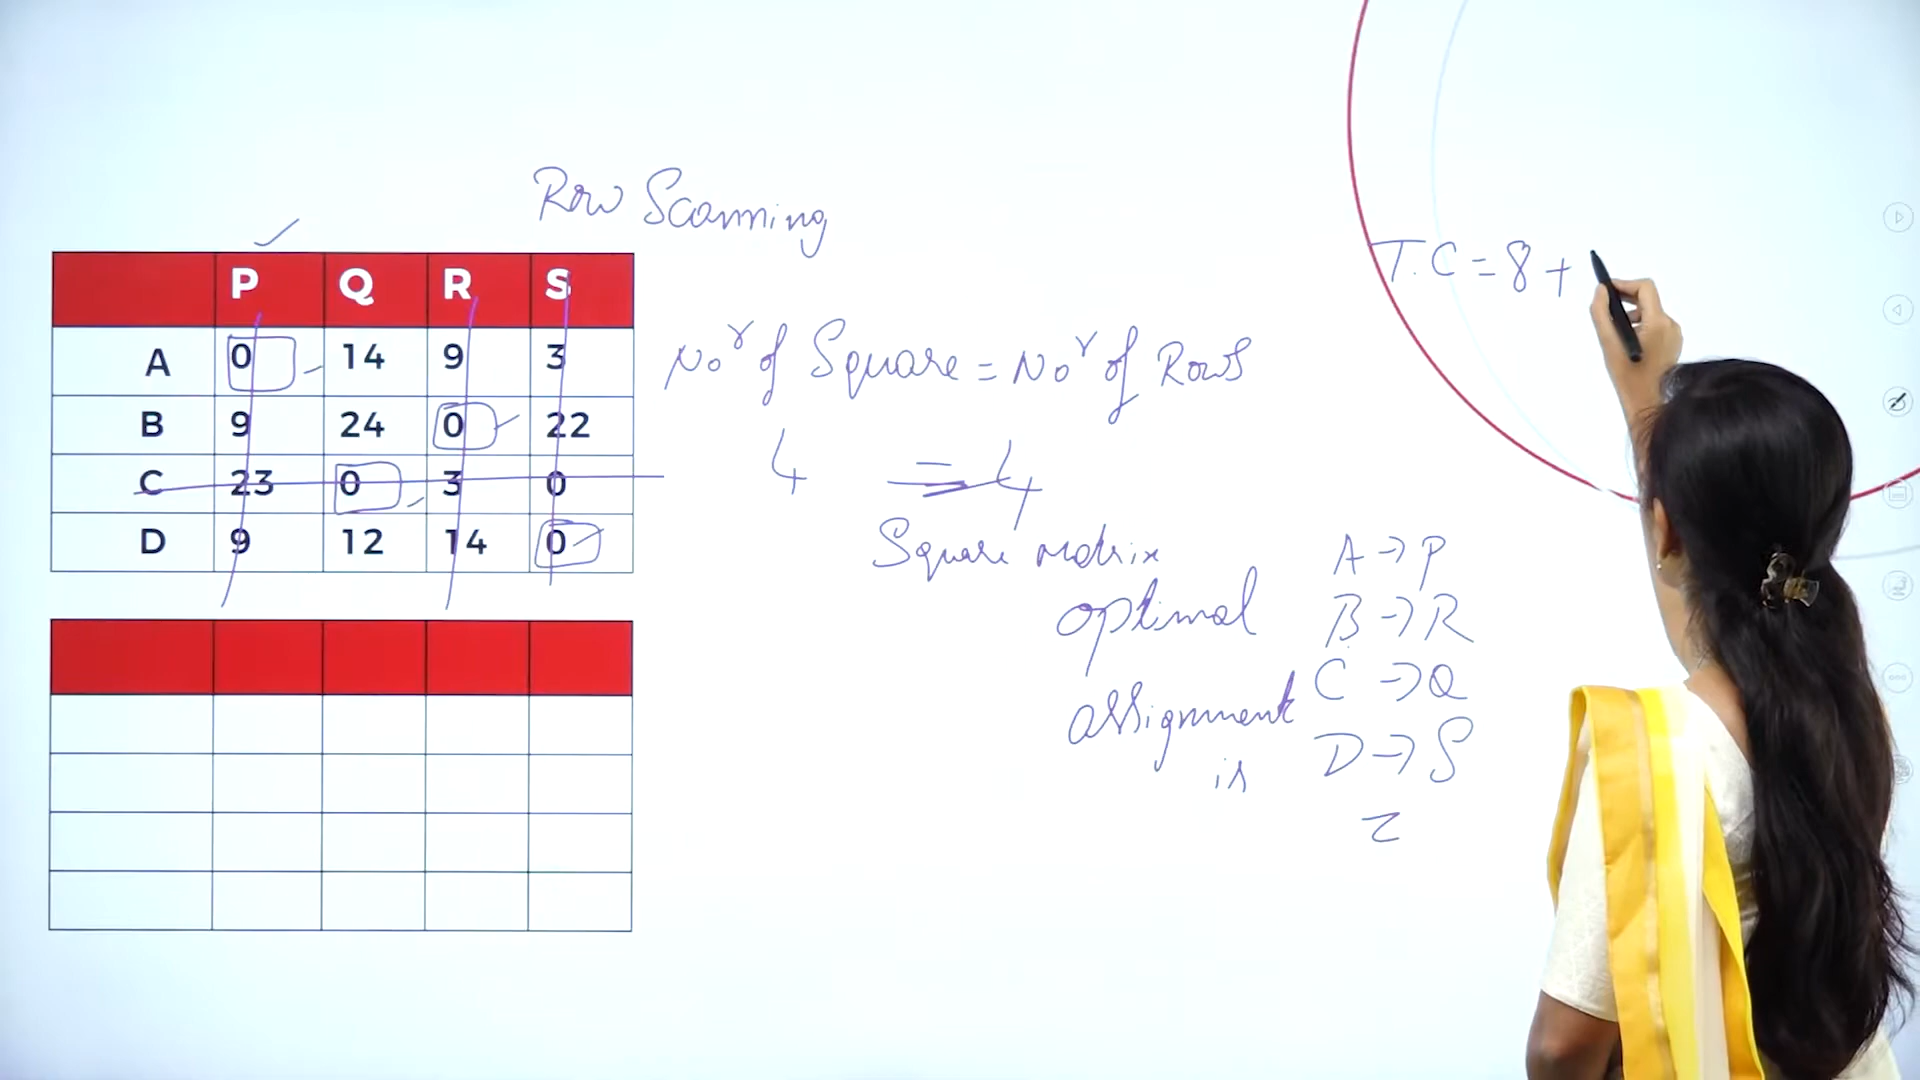 Row Scanning
P Q R S
A 0 14 9 3
B 9 24 0 22
C 23 0 3 0
D 9 12 14 0
Noʳ of Square = Noʳ of Rows
4 = 4
Square matrix
optimal
assignment
is
A → P
B → R
C → Q
D → S
T.C = 8 +